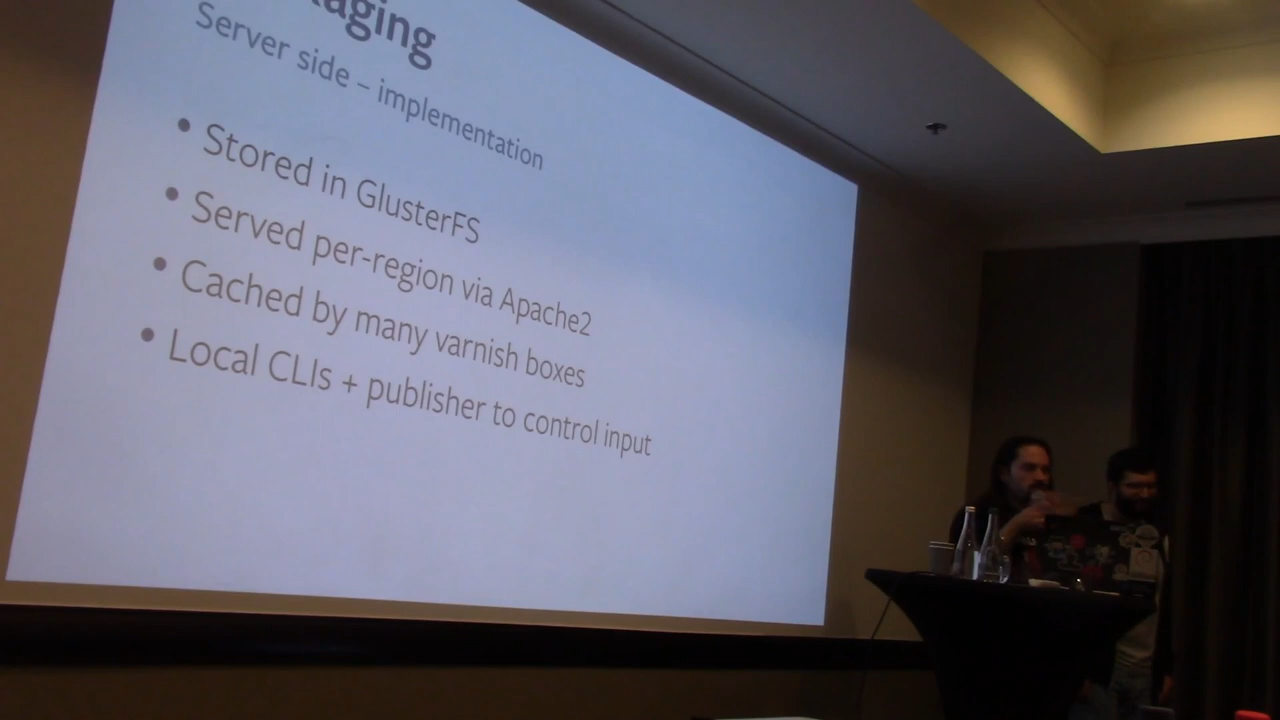 Server side – implementation
• Stored in GlusterFS
• Served per-region via Apache2
• Cached by many varnish boxes
• Local CLIs + publisher to control input